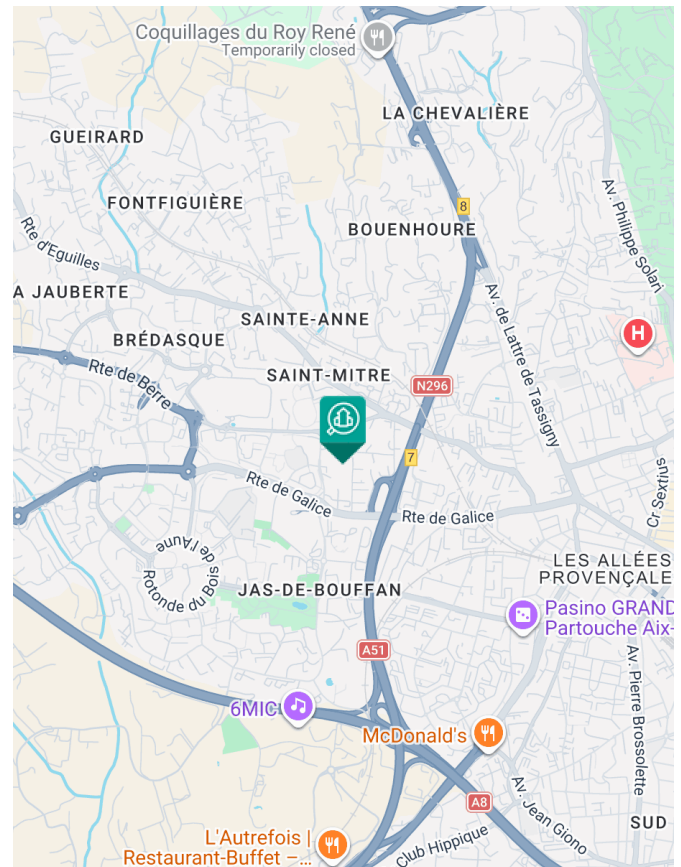 Coquillages du Roy René
Temporarily closed
LA CHEVALIÈRE
GUEIRARD
Av. Philippe Solari
FONTFIGUIÈRE
8
BOUENHOURE
Rte d'Eguilles
A JAUBERTE
SAINTE-ANNE
Av. de Lattre de Tassigny
H
BRÉDASQUE
Rte de Berre
SAINT-MITRE
N296
7
Cr Sextius
Rte de Galice
Rte de Galice
Rotonde du Bois
de l'Aune
LES ALLÉES
PROVENÇALE
JAS-DE-BOUFFAN
Pasino GRAND
Partouche Aix-
A51
Av. Pierre Brossolette
6MIC
McDonald's
A8
Av. Jean Giono
SUD
L'Autrefois |
Restaurant-Buffet –...
Club Hippique